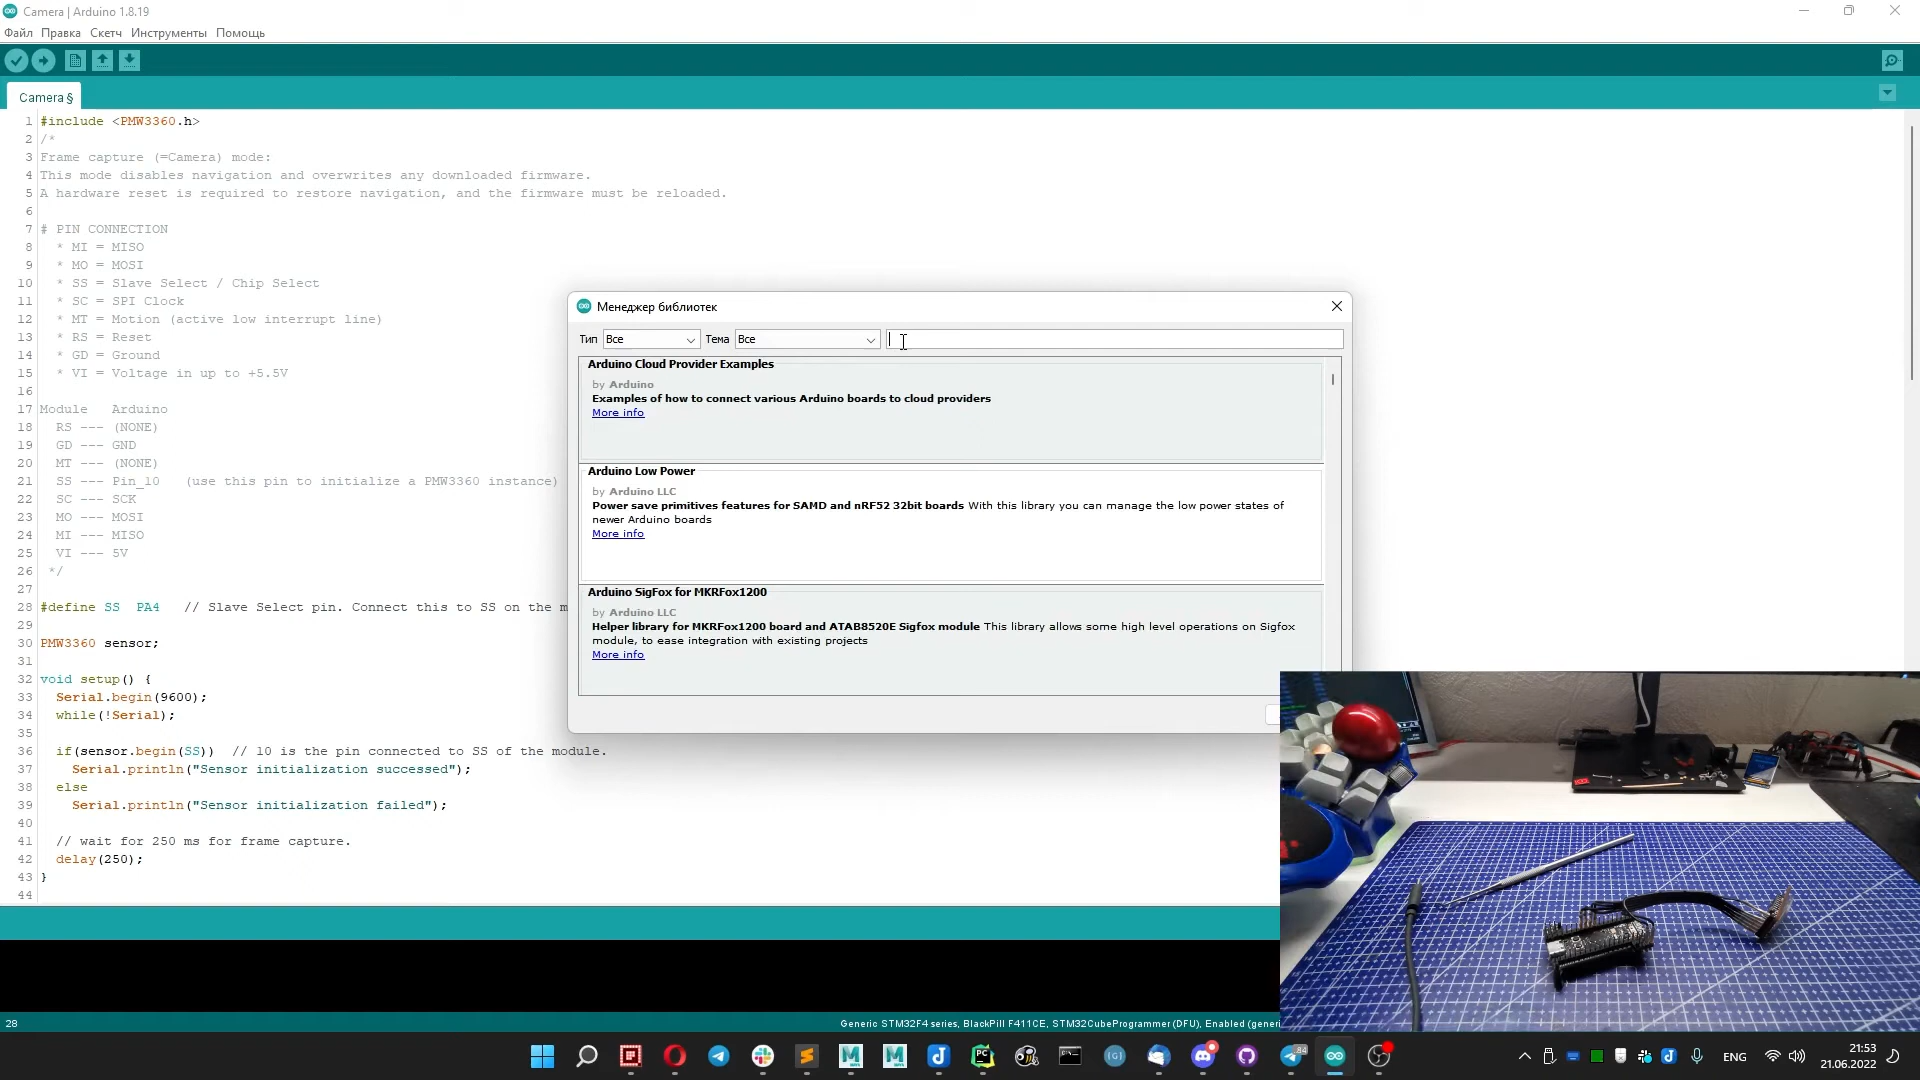 Camera | Arduino 1.8.19
Файл Правка Скетч Инструменты Помощь
Camera §
1 #include <PMW3360.h>
2 /*
3 Frame capture (=Camera) mode:
4 This mode disables navigation and overwrites any downloaded firmware.
5 A hardware reset is required to restore navigation, and the firmware must be reloaded.
6
7 # PIN CONNECTION
8 * MI = MISO
9 * MO = MOSI
10 * SS = Slave Select / Chip Select
11 * SC = SPI Clock
12 * MT = Motion (active low interrupt line)
13 * RS = Reset
14 * GD = Ground
15 * VI = Voltage in up to +5.5V
16
17 Module Arduino
18 RS --- (NONE)
19 GD --- GND
20 MT --- (NONE)
21 SS --- Pin_10 (use this pin to initialize a PMW3360 instance)
22 SC --- SCK
23 MO --- MOSI
24 MI --- MISO
25 VI --- 5V
26 */
27
28 #define SS PA4 // Slave Select pin. Connect this to SS on the m
29
30 PMW3360 sensor;
31
32 void setup() {
33 Serial.begin(9600);
34 while(!Serial);
35
36 if(sensor.begin(SS)) // 10 is the pin connected to SS of the module.
37 Serial.println("Sensor initialization successed");
38 else
39 Serial.println("Sensor initialization failed");
40
41 // wait for 250 ms for frame capture.
42 delay(250);
43 }
44
Менеджер библиотек
Тип Все Тема Все
Arduino Cloud Provider Examples
by Arduino
Examples of how to connect various Arduino boards to cloud providers
More info
Arduino Low Power
by Arduino LLC
Power save primitives features for SAMD and nRF52 32bit boards With this library you can manage the low power states of
newer Arduino boards
More info
Arduino SigFox for MKRFox1200
by Arduino LLC
Helper library for MKRFox1200 board and ATAB8520E Sigfox module This library allows some high level operations on Sigfox
module, to ease integration with existing projects
More info
28
Generic STM32F4 series, BlackPill F411CE, STM32CubeProgrammer (DFU), Enabled (generi
84
ENG
21:53
21.06.2022